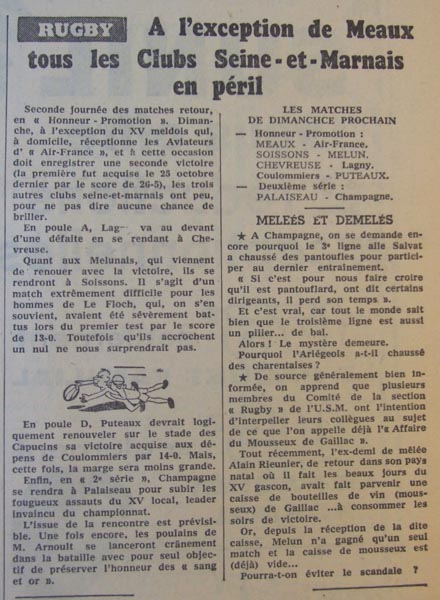 RUGBY A l'exception de Meaux
tous les Clubs Seine-et-Marnais
en péril
Seconde journée des matches retour,
en « Honneur - Promotion ». Diman-
che, à l'exception du XV meldois qui,
à domicile, réceptionne les Aviateurs
d' « Air-France », et à cette occasion
doit enregistrer une seconde victoire
(la première fut acquise le 25 octobre
dernier par le score de 26-5), les trois
autres clubs seine-et-marnais ont peu,
pour ne pas dire aucune chance de
briller.
En poule A, va au devant
d'une défaite en se rendant à Che-
vreuse.
Quant aux Melunais, qui viennent
de renouer avec la victoire, ils se
rendront à Soissons. Il s'agit d'un
match extrêmement difficile pour les
hommes de Le Floch, qui, on s'en
souvient, avaient été sévèrement bat-
tus lors du premier test par le score
de 13-0. Toutefois qu'ils accrochent
un nul ne nous surprendrait pas.
En poule D, Puteaux devrait logi-
quement renouveler sur le stade des
Capucins sa victoire acquise aux dé-
pens de Coulommiers par 14-0. Mais,
cette fois, la marge sera moins grande.
Enfin, en « 2e série », Champagne
se rendra à Palaiseau pour subir les
fougueux assauts du XV local, leader
invaincu du championnat.
L'issue de la rencontre est prévisi-
ble. Une fois encore, les poulains de
M. Arnoult se lanceront crânement
dans la bataille avec pour seul objec-
tif de préserver l'honneur des « sang
et or ».
LES MATCHES
DE DIMANCHCE PROCHAIN
— Honneur - Promotion :
MEAUX - Air-France.
SOISSONS - MELUN.
CHEVREUSE - Lagny.
Coulommiers - PUTEAUX.
— Deuxième série :
PALAISEAU - Champagne.
MELEÉS ET DEMELÉS
★ A Champagne, on se demande en-
core pourquoi le 3e ligne aile Salvat
a chaussé des pantoufles pour partici-
per au dernier entrainement.
« Si c'est pour nous faire croire
qu'il est pantouflard, ont dit certains
dirigeants, il perd son temps ».
Et c'est vrai, car tout le monde sait
bien que le troisième ligne est aussi
un pilier... de bal.
Alors ! Le mystère demeure.
Pourquoi l'Ariégeois a-t-il chaussé
des charentaises ?
★ De source généralement bien in-
formée, on apprend que plusieurs
membres du Comité de la section
« Rugby » de l'U.S.M. ont l'intention
d'interpeller leurs collègues au sujet
de ce que l'on appelle déjà l'« Affaire
du Mousseux de Gaillac ».
Tout récemment, l'ex-demi de mêlée
Alain Rieunier, de retour dans son pays
natal où il fait les beaux jours du
XV gascon, avait fait parvenir une
caisse de bouteilles de vin (mous-
seux) de Gaillac ...à consommer les
soirs de victoire.
Or, depuis la réception de la dite
caisse, Melun n'a gagné qu'un seul
match et la caisse de mousseux est
(déjà) vide...
Pourra-t-on éviter le scandale ?